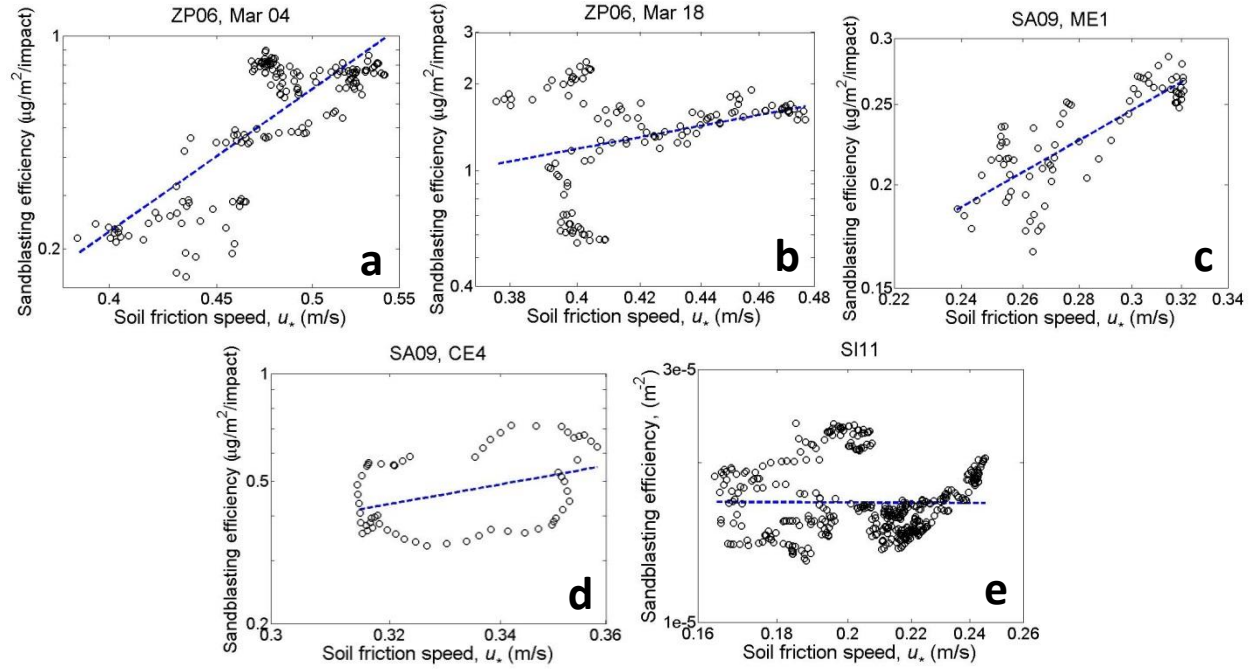 ZP06, Mar 04
Sandblasting efficiency (μg/m²/impact)
1
0.2
0.4
0.45
0.5
0.55
Soil friction speed, u* (m/s)
a
ZP06, Mar 18
Sandblasting efficiency (μg/m²/impact)
3
2
1
0.4
0.38
0.4
0.42
0.44
0.46
0.48
Soil friction speed, u* (m/s)
b
SA09, ME1
Sandblasting efficiency (μg/m²/impact)
0.3
0.25
0.2
0.15
0.22
0.24
0.26
0.28
0.3
0.32
0.34
Soil friction speed, u* (m/s)
c
SA09, CE4
Sandblasting efficiency (μg/m²/impact)
1
0.5
0.2
0.3
0.32
0.34
0.36
Soil friction speed, u* (m/s)
d
SI11
Sandblasting efficiency, (m⁻²)
3e-5
1e-5
0.16
0.18
0.2
0.22
0.24
0.26
Soil friction speed, u* (m/s)
e